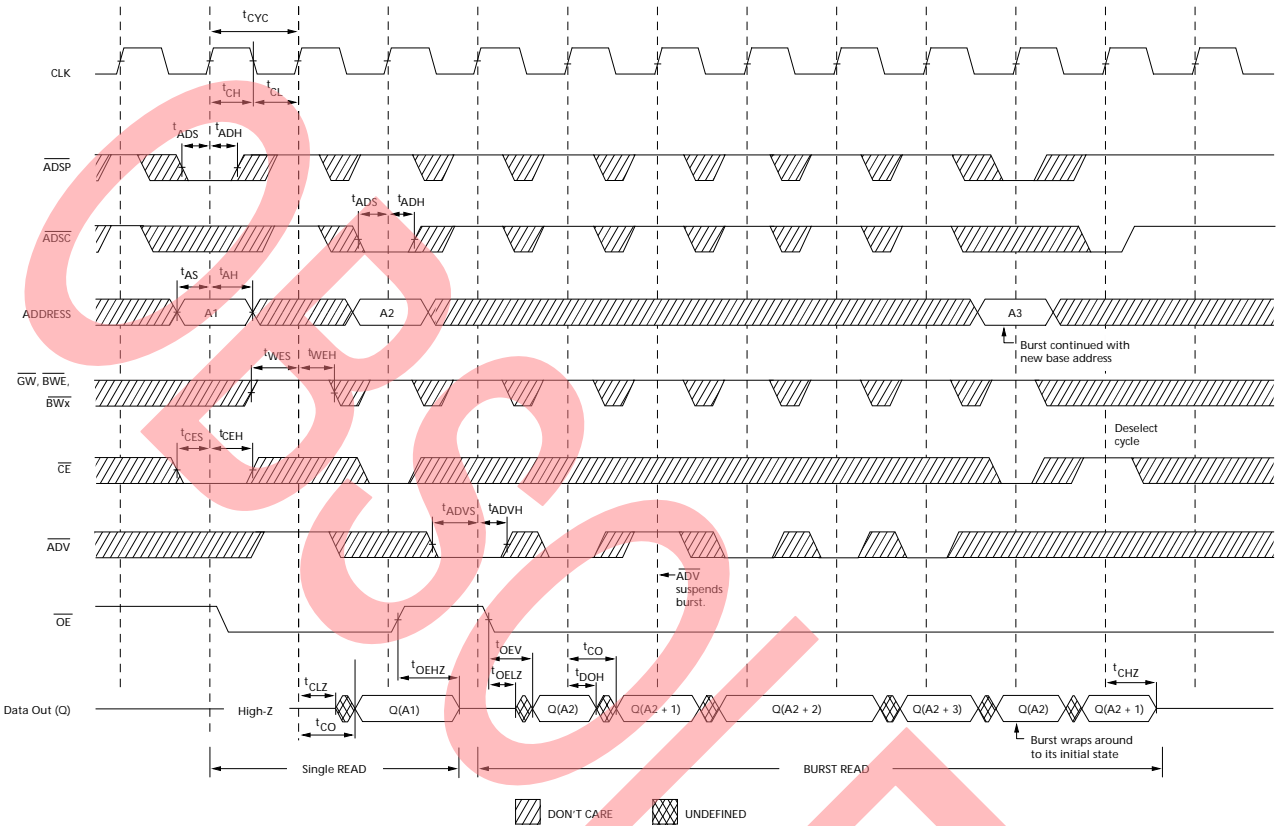 tCYC
CLK
tCH tCL
tADS tADH
ADSP
tADS tADH
ADSC
tAS tAH
ADDRESS A1 A2 A3
Burst continued with
new base address
tWES tWEH
GW, BWE,
BWx
Deselect
cycle
tCES tCEH
CE
tADVS tADVH
ADV
ADV
suspends
burst.
OE
tOEHZ
tOEV
tOELZ
tCO
tDOH
tCLZ
tCHZ
Data Out (Q) High-Z Q(A1) Q(A2) Q(A2 + 1) Q(A2 + 2) Q(A2 + 3) Q(A2) Q(A2 + 1)
tCO
Burst wraps around
to its initial state
Single READ BURST READ
DON'T CARE UNDEFINED